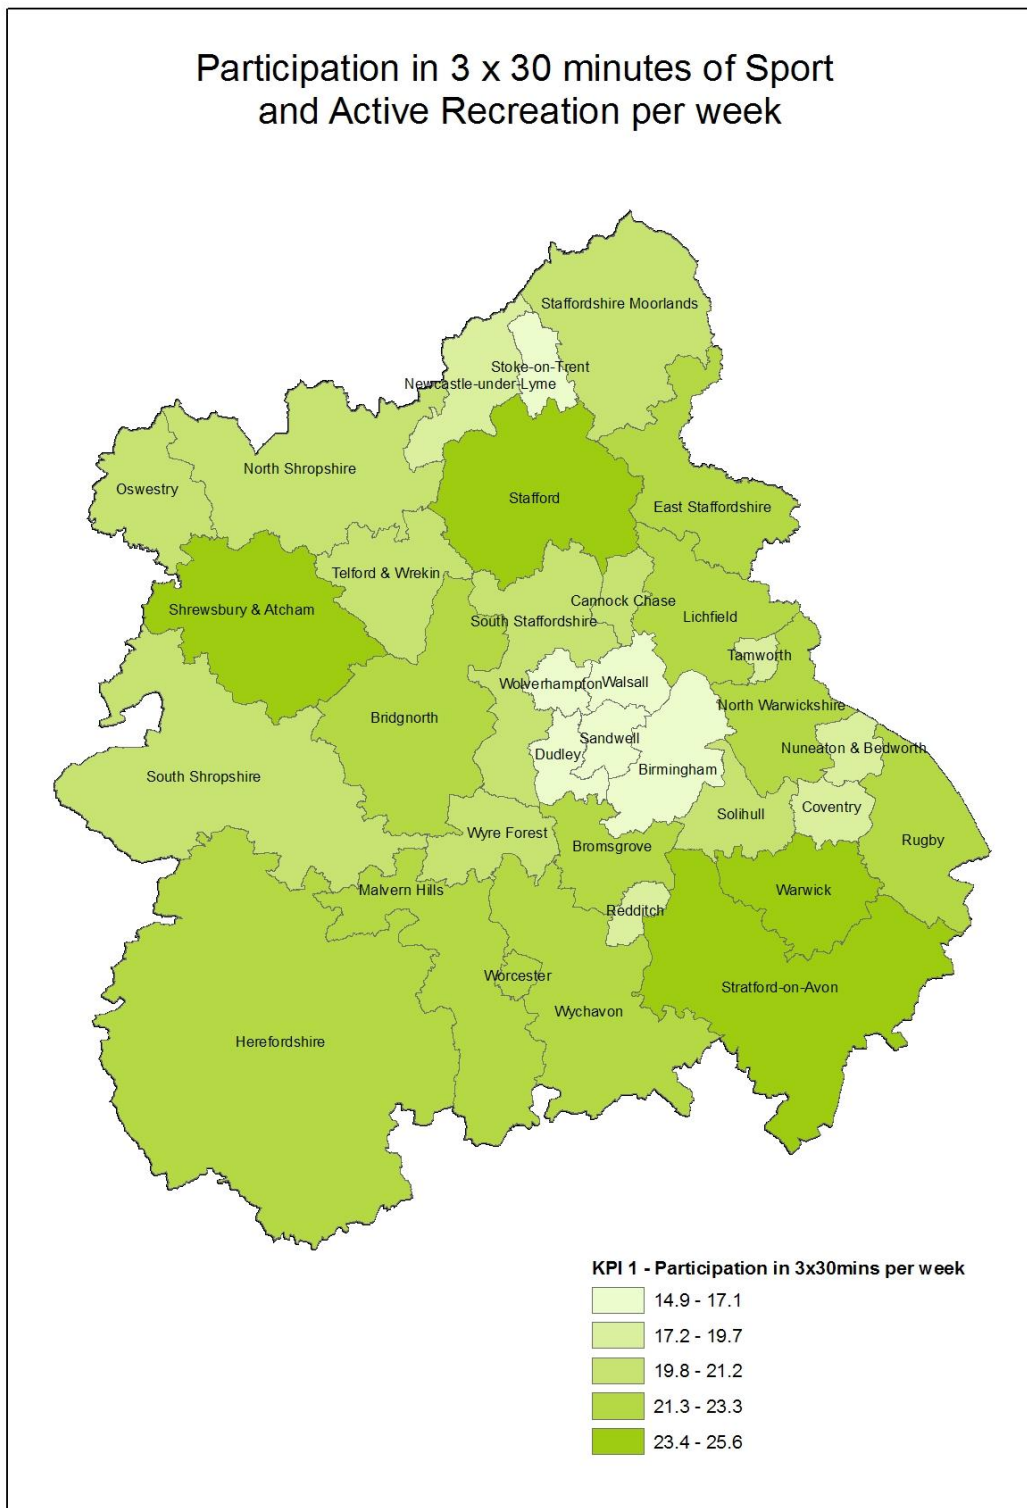 Participation in 3 x 30 minutes of Sport
and Active Recreation per week
Staffordshire Moorlands
Stoke-on-Trent
Newcastle-under-Lyme
North Shropshire
Oswestry
Stafford
East Staffordshire
Telford & Wrekin
Cannock Chase
Shrewsbury & Atcham
South Staffordshire
Lichfield
Tamworth
Wolverhampton
Walsall
North Warwickshire
Bridgnorth
Sandwell
Nuneaton & Bedworth
Dudley
Birmingham
South Shropshire
Coventry
Solihull
Wyre Forest
Bromsgrove
Rugby
Malvern Hills
Warwick
Redditch
Worcester
Stratford-on-Avon
Wychavon
Herefordshire
KPI 1 - Participation in 3x30mins per week
14.9 - 17.1
17.2 - 19.7
19.8 - 21.2
21.3 - 23.3
23.4 - 25.6